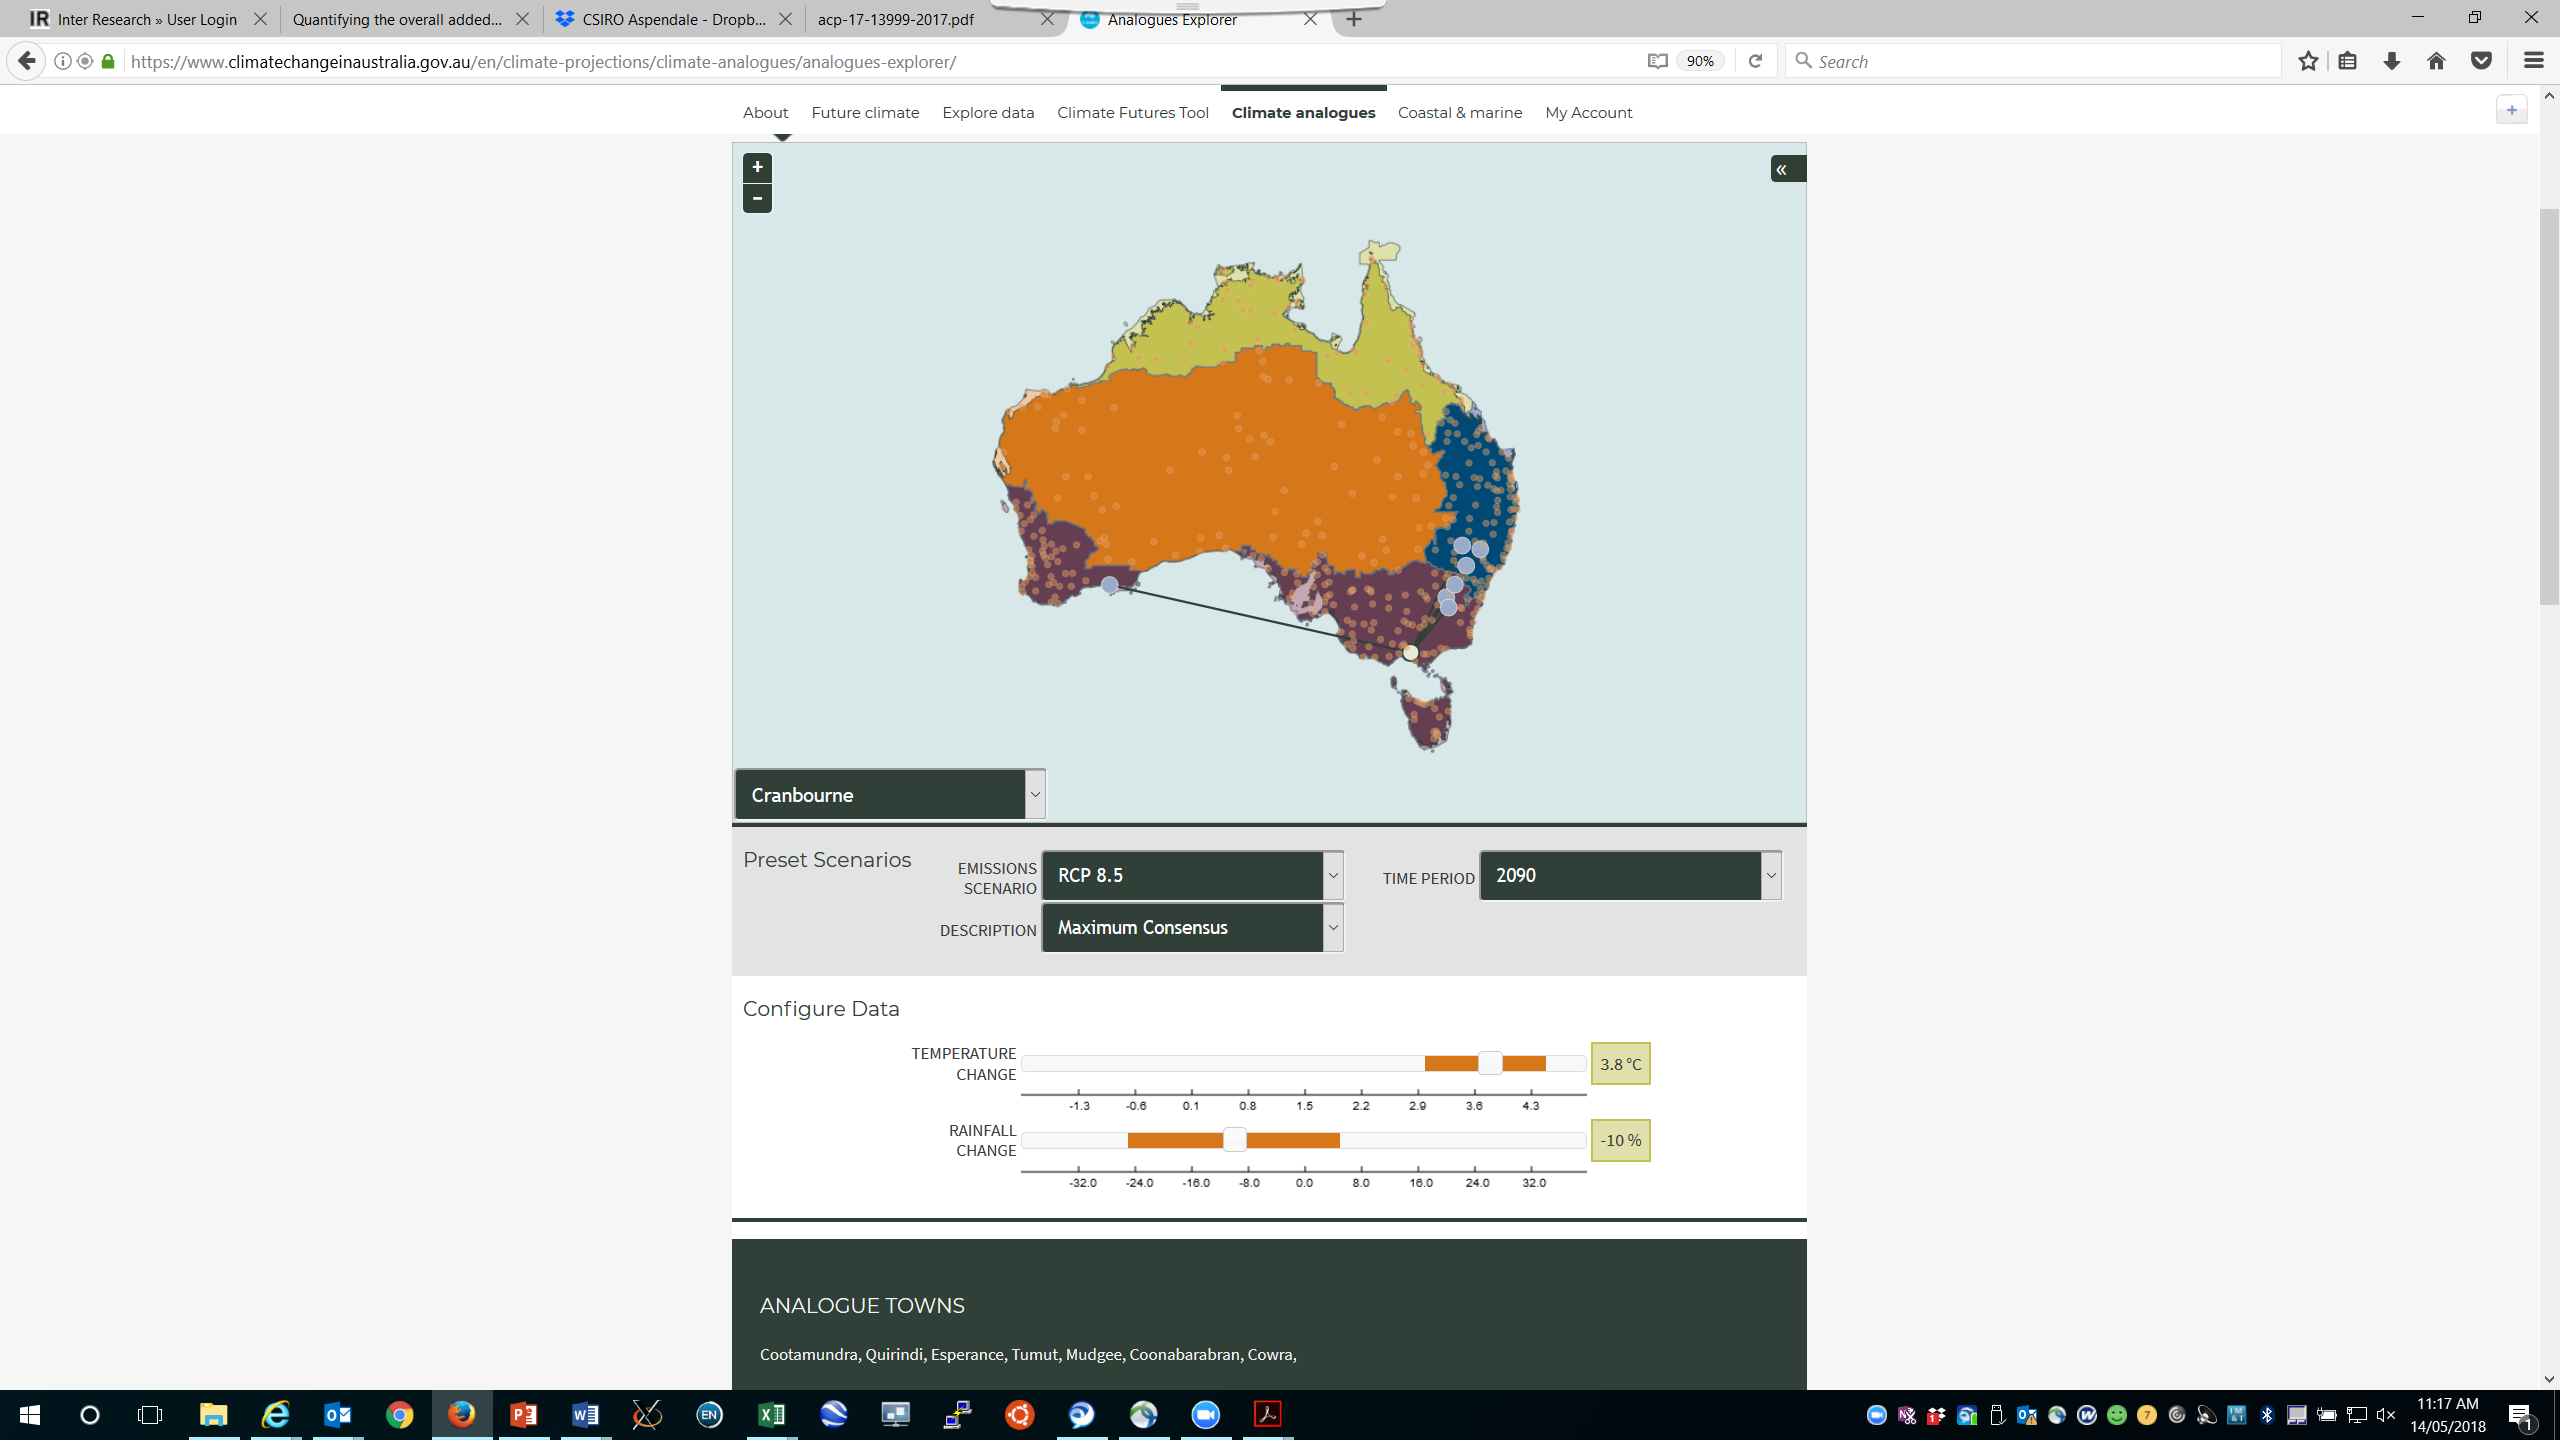 Inter Research » User Login
Quantifying the overall added...
CSIRO Aspendale - Dropb...
acp-17-13999-2017.pdf
Analogues Explorer
https://www.climatechangeinaustralia.gov.au/en/climate-projections/climate-analogues/analogues-explorer/
90%
Search
About Future climate Explore data Climate Futures Tool Climate analogues Coastal & marine My Account
+
-
«
Cranbourne
Preset Scenarios
EMISSIONS SCENARIO
RCP 8.5
TIME PERIOD
2090
DESCRIPTION
Maximum Consensus
Configure Data
TEMPERATURE CHANGE
3.8 °C
-1.3 -0.6 0.1 0.8 1.5 2.2 2.9 3.6 4.3
RAINFALL CHANGE
-10 %
-32.0 -24.0 -16.0 -8.0 0.0 8.0 16.0 24.0 32.0
ANALOGUE TOWNS
Cootamundra, Quirindi, Esperance, Tumut, Mudgee, Coonabarabran, Cowra,
11:17 AM
14/05/2018